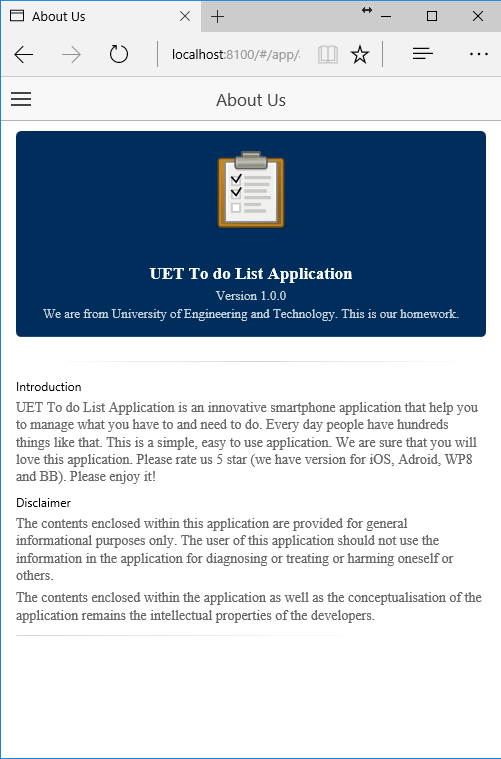 About Us
localhost:8100/#/app/
About Us
UET To do List Application
Version 1.0.0
We are from University of Engineering and Technology. This is our homework.
Introduction
UET To do List Application is an innovative smartphone application that help you
to manage what you have to and need to do. Every day people have hundreds
things like that. This is a simple, easy to use application. We are sure that you will
love this application. Please rate us 5 star (we have version for iOS, Adroid, WP8
and BB). Please enjoy it!
Disclaimer
The contents enclosed within this application are provided for general
informational purposes only. The user of this application should not use the
information in the application for diagnosing or treating or harming oneself or
others.
The contents enclosed within the application as well as the conceptualisation of the
application remains the intellectual properties of the developers.